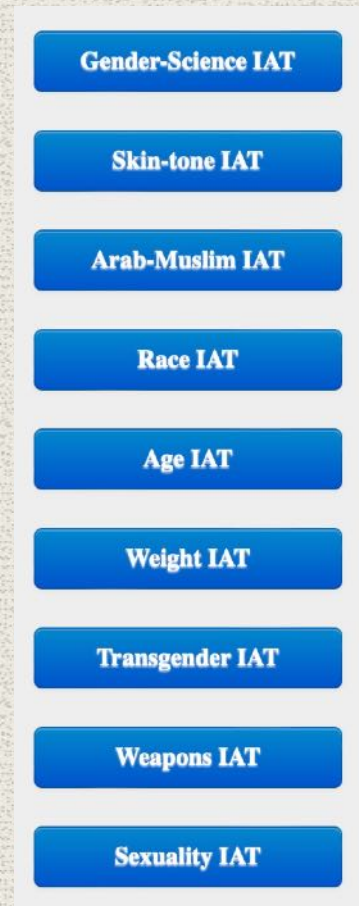 Gender-Science IAT
Skin-tone IAT
Arab-Muslim IAT
Race IAT
Age IAT
Weight IAT
Transgender IAT
Weapons IAT
Sexuality IAT